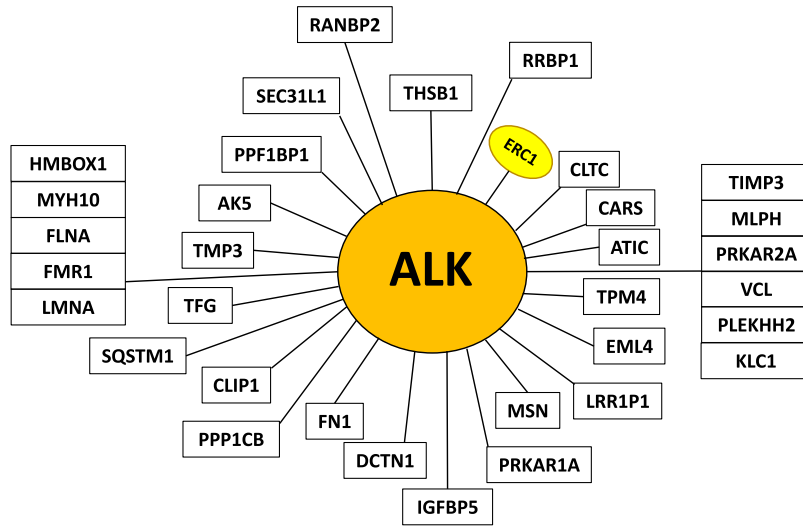 RANBP2
RRBP1
SEC31L1
THSB1
ERC1
PPF1BP1
CLTC
HMBOX1
MYH10
FLNA
FMR1
LMNA
AK5
CARS
TIMP3
MLPH
PRKAR2A
VCL
PLEKHH2
KLC1
TMP3
ALK
ATIC
TFG
TPM4
SQSTM1
EML4
CLIP1
LRR1P1
MSN
FN1
PPP1CB
DCTN1
PRKAR1A
IGFBP5